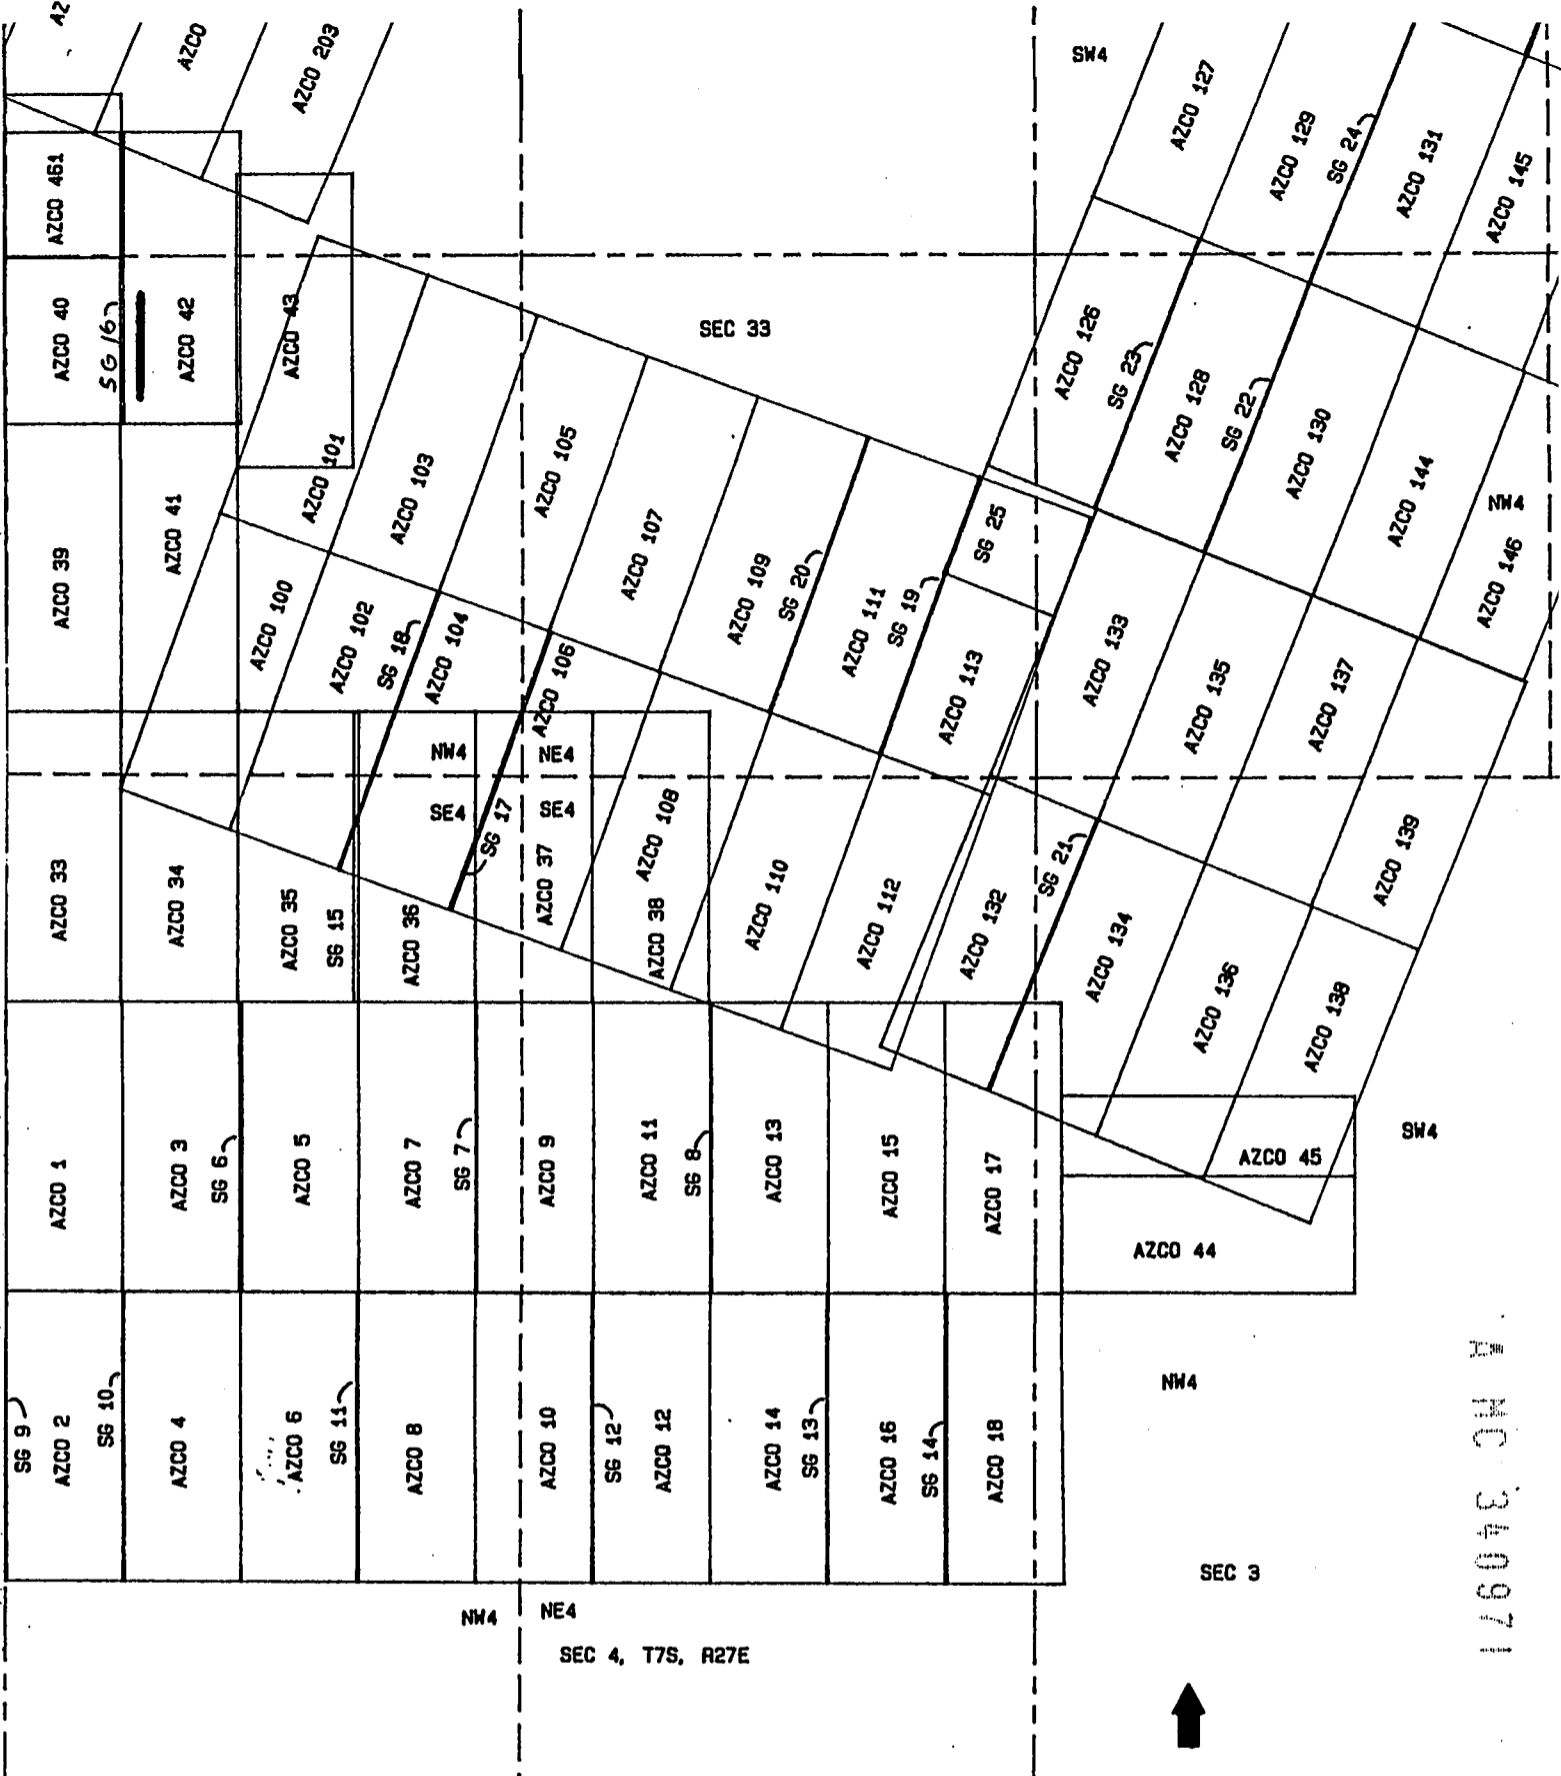 AZ
AZCO
AZCO 203
SW4
AZCO 127
AZCO 129
SG 24
AZCO 131
AZCO 145
AZCO 461
AZCO 40
SG 16
AZCO 42
AZCO 43
SEC 33
AZCO 126
SG 23
AZCO 128
SG 22
AZCO 130
AZCO 144
NW4
AZCO 146
AZCO 39
AZCO 41
AZCO 101
AZCO 103
AZCO 105
AZCO 107
AZCO 109
SG 20
AZCO 111
SG 19
SG 25
AZCO 113
AZCO 133
AZCO 135
AZCO 137
AZCO 100
AZCO 102
SG 18
AZCO 104
AZCO 106
NW4
NE4
SE4
SE4
SG 17
AZCO 108
AZCO 110
AZCO 112
AZCO 132
SG 21
AZCO 134
AZCO 136
AZCO 138
AZCO 139
AZCO 33
AZCO 34
AZCO 35
SG 15
AZCO 36
AZCO 37
AZCO 38
AZCO 1
AZCO 3
SG 6
AZCO 5
AZCO 7
SG 7
AZCO 9
AZCO 11
SG 8
AZCO 13
AZCO 15
AZCO 17
AZCO 45
SW4
AZCO 44
SG 9
AZCO 2
SG 10
AZCO 4
AZCO 6
SG 11
AZCO 8
AZCO 10
SG 12
AZCO 12
AZCO 14
SG 13
AZCO 16
SG 14
AZCO 18
NW4
SEC 3
NW4
NE4
SEC 4, T7S, R27E
A MC 340971